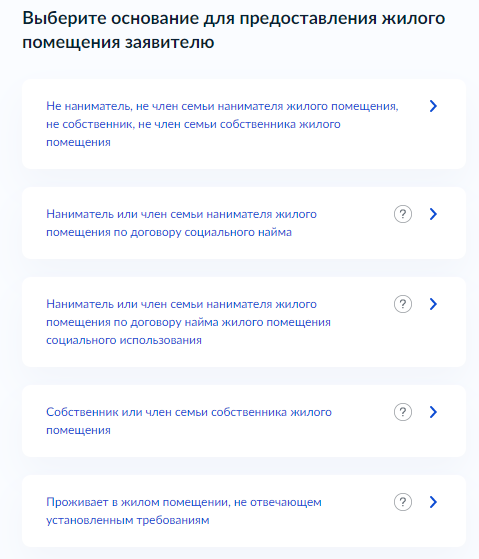 Выберите основание для предоставления жилого
помещения заявителю
Не наниматель, не член семьи нанимателя жилого помещения,
не собственник, не член семьи собственника жилого
помещения
Наниматель или член семьи нанимателя жилого
помещения по договору социального найма
?
Наниматель или член семьи нанимателя жилого
помещения по договору найма жилого помещения
социального использования
?
Собственник или член семьи собственника жилого
помещения
?
Проживает в жилом помещении, не отвечающем
установленным требованиям
?